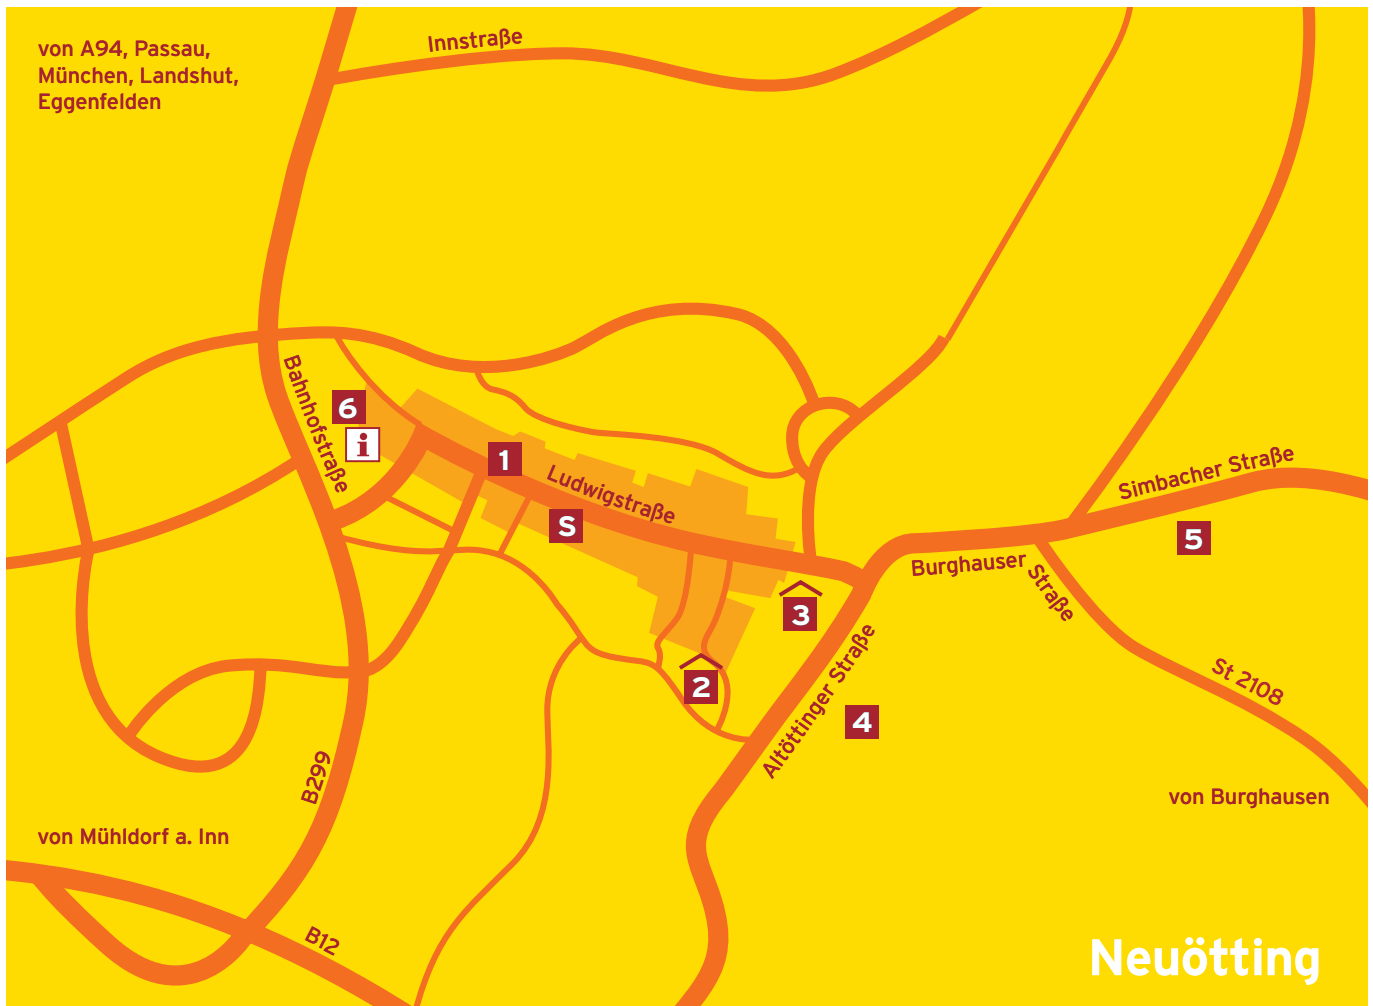 von A94, Passau,
München, Landshut,
Eggenfelden
Innstraße
Bahnhofstraße
6
i
1
Ludwigstraße
S
Simbacher Straße
5
Burghauser
Straße
3
2
Altöttinger Straße
4
St 2108
B299
von Burghausen
von Mühldorf a. Inn
B12
Neuötting